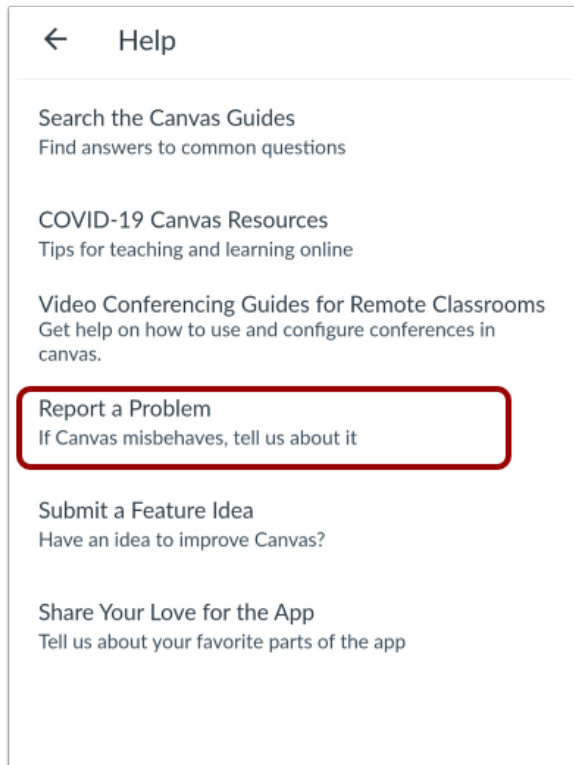 Help
Search the Canvas Guides
Find answers to common questions
COVID-19 Canvas Resources
Tips for teaching and learning online
Video Conferencing Guides for Remote Classrooms
Get help on how to use and configure conferences in
canvas.
Report a Problem
If Canvas misbehaves, tell us about it
Submit a Feature Idea
Have an idea to improve Canvas?
Share Your Love for the App
Tell us about your favorite parts of the app